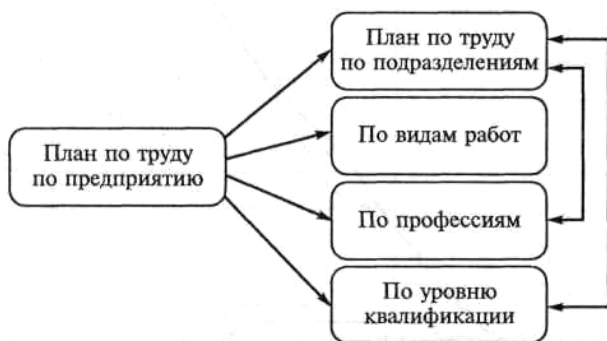 План по труду
по предприятию
План по труду
по подразделениям
По видам работ
По профессиям
По уровню
квалификации